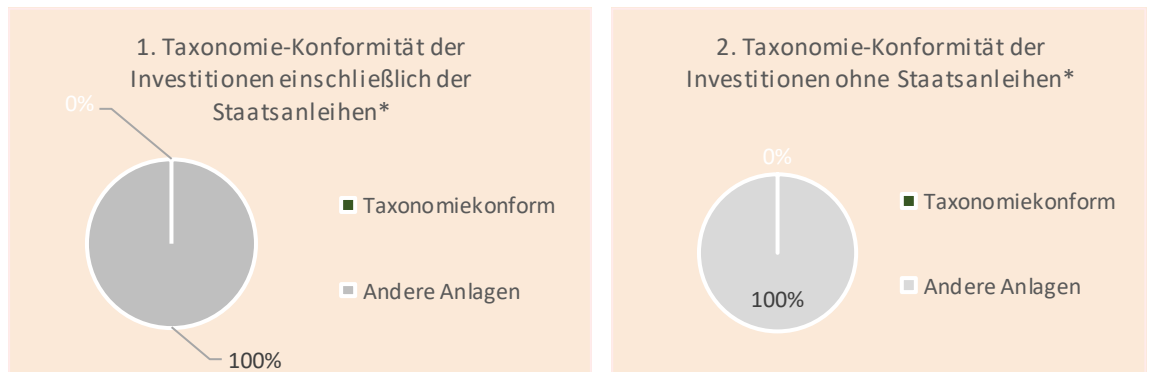 1. Taxonomie-Konformität der
Investitionen einschließlich der
Staatsanleihen*
0%
Taxonomiekonform
Andere Anlagen
100%
2. Taxonomie-Konformität der
Investitionen ohne Staatsanleihen*
0%
Taxonomiekonform
Andere Anlagen
100%